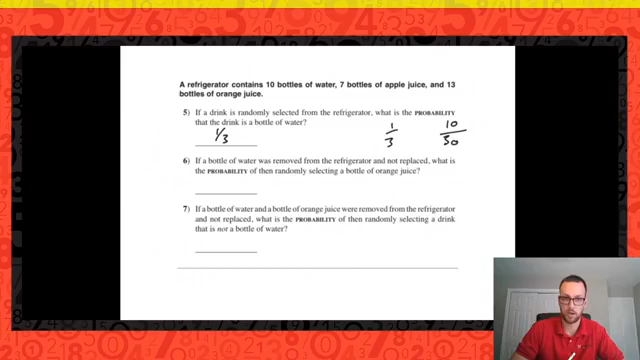 A refrigerator contains 10 bottles of water, 7 bottles of apple juice, and 13
bottles of orange juice.
5) If a drink is randomly selected from the refrigerator, what is the PROBABILITY
that the drink is a bottle of water?
1/3
1/3 10/30
6) If a bottle of water was removed from the refrigerator and not replaced, what is
the PROBABILITY of then randomly selecting a bottle of orange juice?
7) If a bottle of water and a bottle of orange juice were removed from the refrigerator
and not replaced, what is the PROBABILITY of then randomly selecting a drink
that is not a bottle of water?